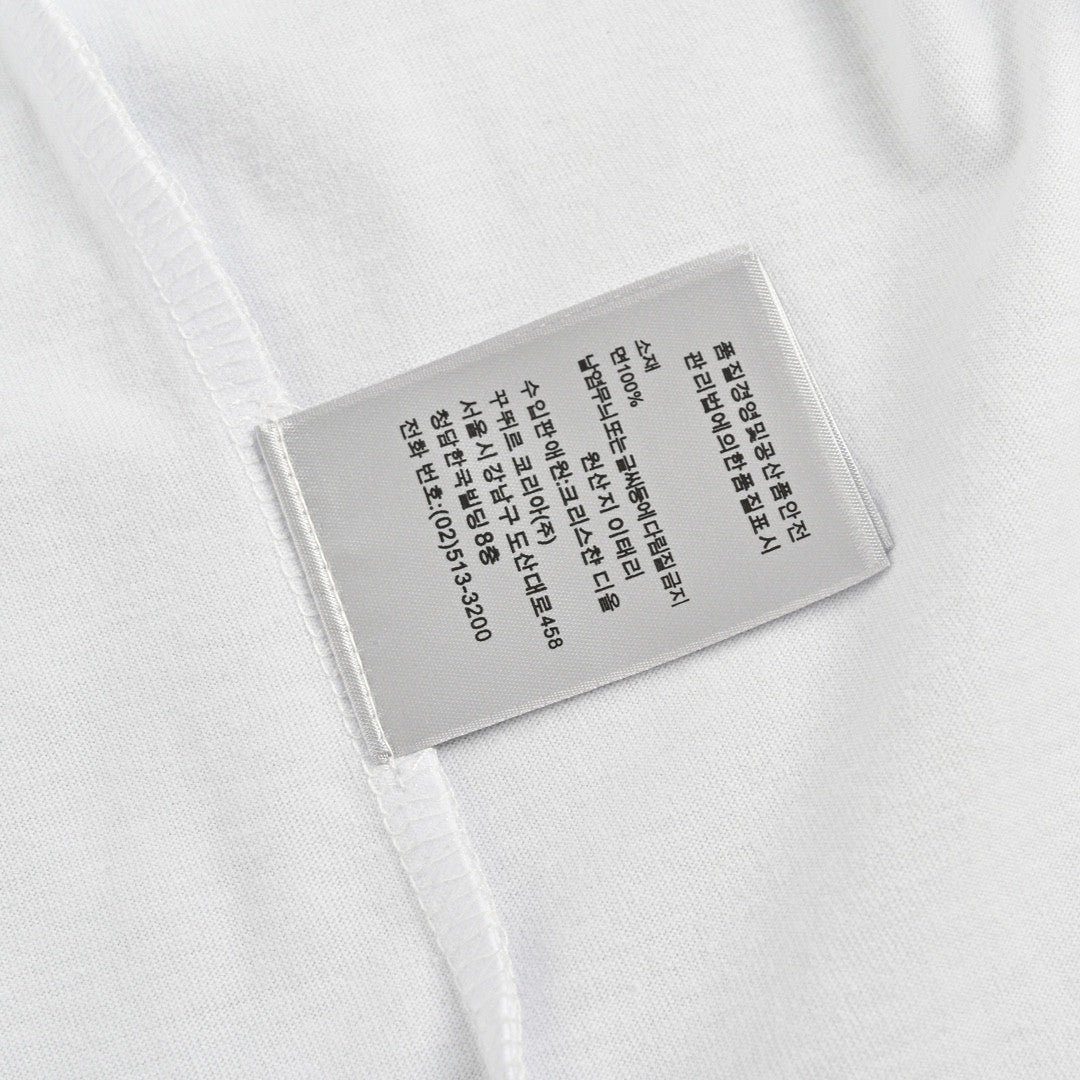 품질경영및공산품안전
관리법에의한품질표시
소재
면100%
날염무늬또는글씨등에다림질금지
원산지 이태리
수입판매원:크리스챤 디올
꾸뛰르 코리아(주)
서울시 강남구 도산대로458
청담한국빌딩 8층
전화 번호:(02)513-3200